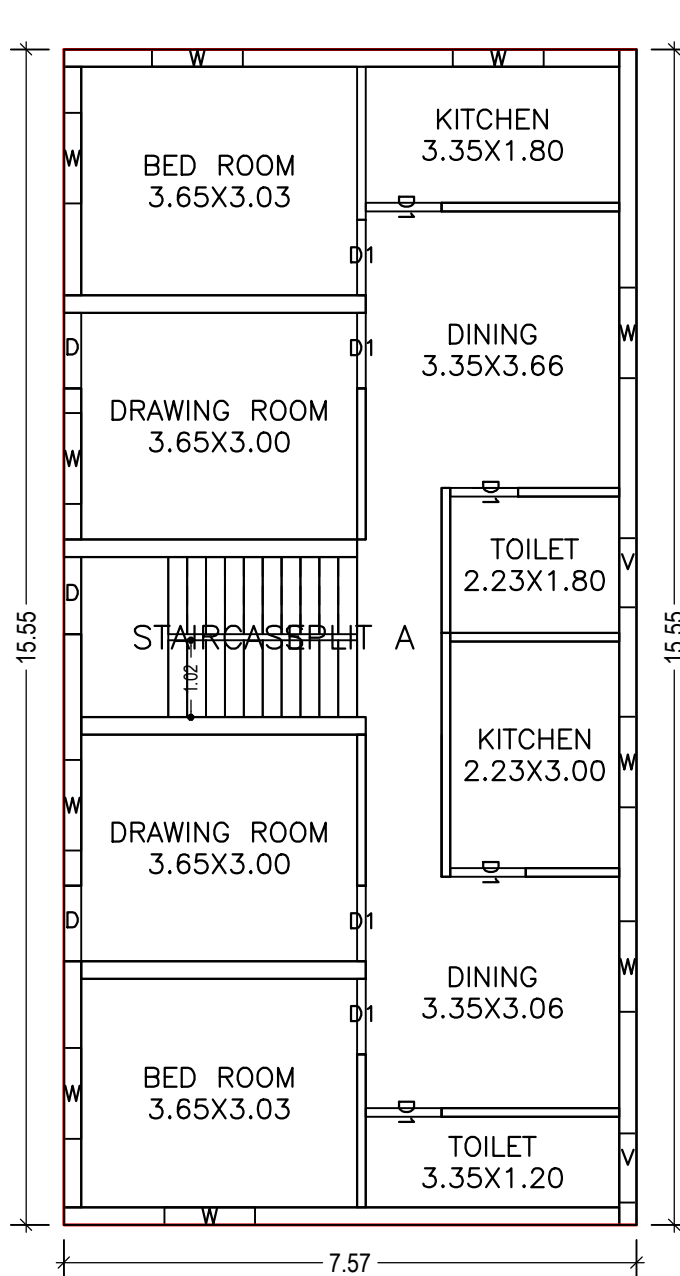 W
W
KITCHEN
3.35X1.80
W
BED ROOM
3.65X3.03
D1
D1
DINING
3.35X3.66
W
D
D1
DRAWING ROOM
3.65X3.00
W
D1
TOILET
2.23X1.80
V
D
15.55
15.55
STAIRCASE
SPLIT A
1.02
KITCHEN
2.23X3.00
W
W
DRAWING ROOM
3.65X3.00
D1
D
D1
DINING
3.35X3.06
W
D1
BED ROOM
3.65X3.03
W
D1
TOILET
3.35X1.20
V
W
7.57